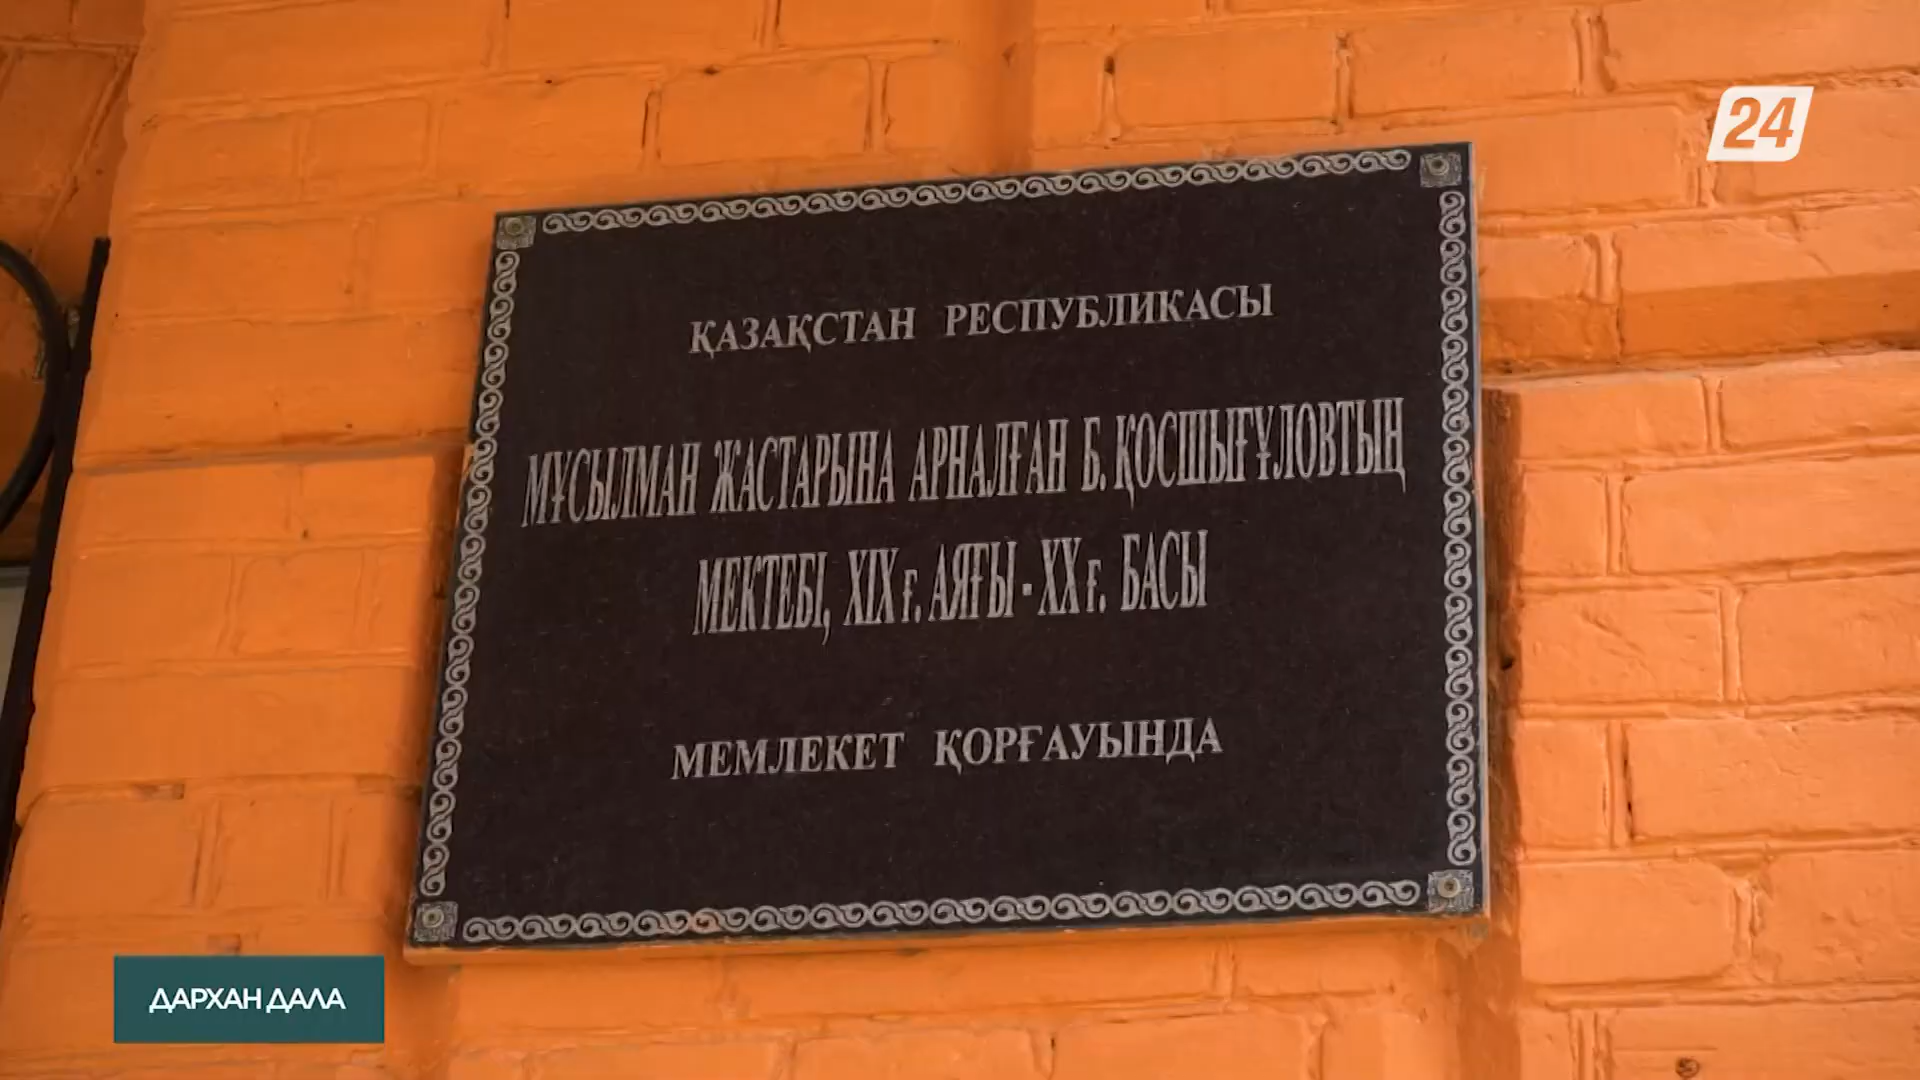 24
ҚАЗАҚСТАН РЕСПУБЛИКАСЫ
МҰСЫЛМАН ЖАСТАРЫНА АРНАЛҒАН Б. ҚОСШЫҒҰЛОВТЫҢ
МЕКТЕБІ, XIX ғ. АЯҒЫ - XX ғ. БАСЫ
МЕМЛЕКЕТ ҚОРҒАУЫНДА
ДАРХАН ДАЛА